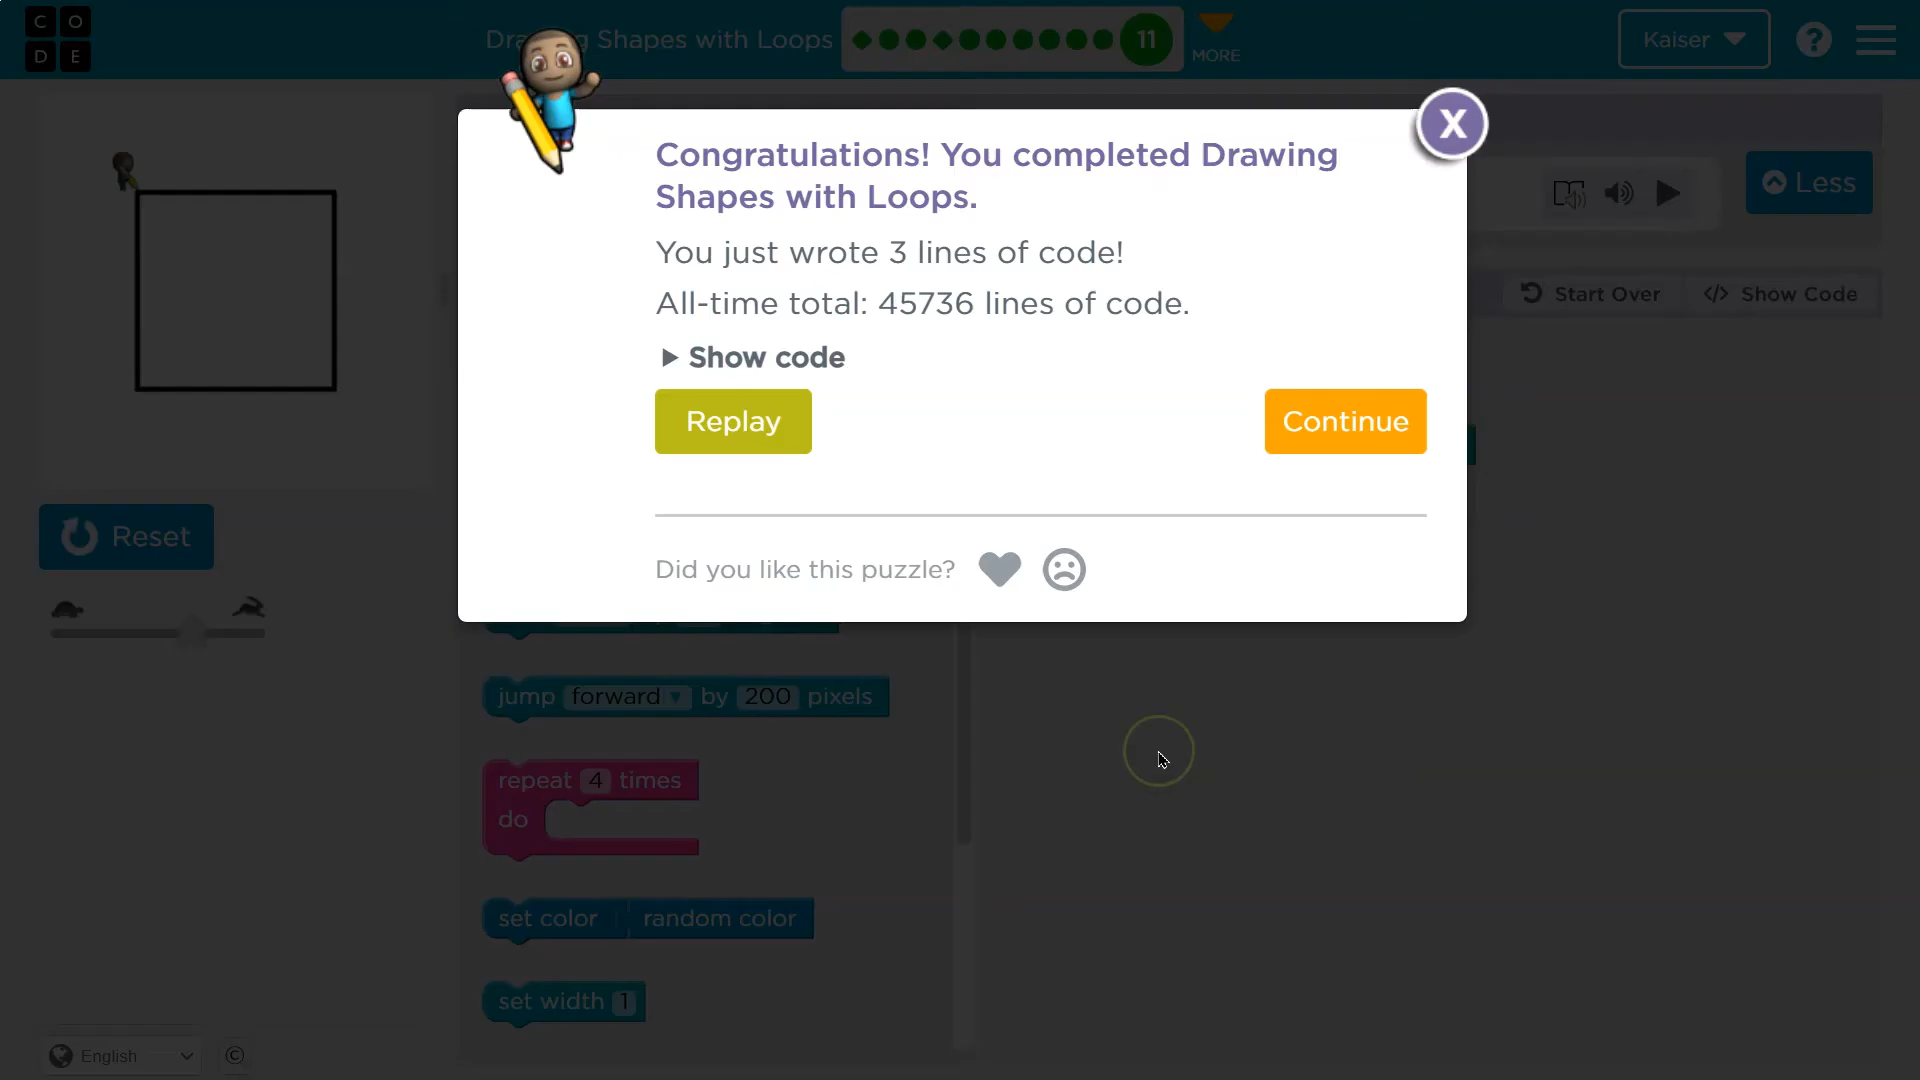 C O
D E
Drawing Shapes with Loops
11
MORE
Kaiser
?
X
Congratulations! You completed Drawing
Shapes with Loops.
You just wrote 3 lines of code!
All-time total: 45736 lines of code.
Show code
Replay
Continue
Did you like this puzzle?
Less
Start Over
</> Show Code
Reset
jump forward by 200 pixels
repeat 4 times
do
set color random color
set width 1
English
©